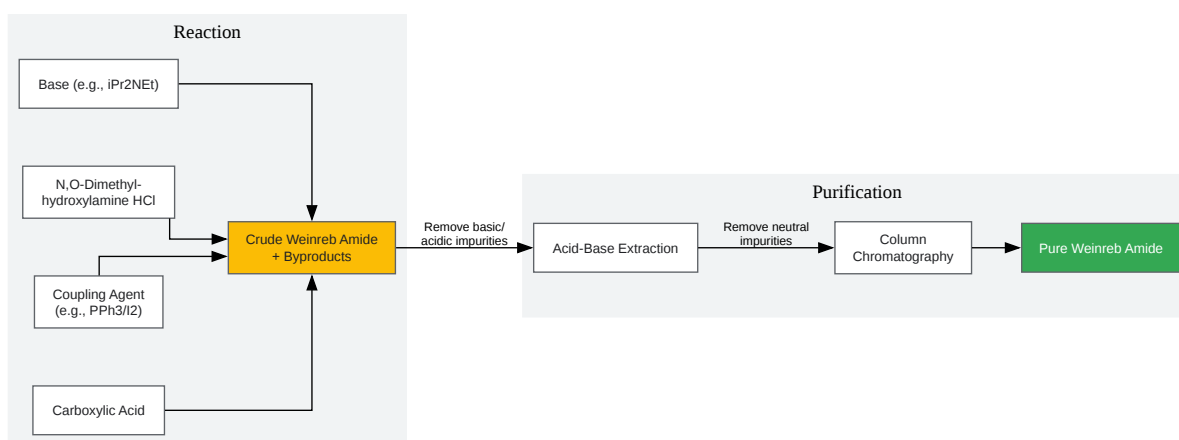 Reaction
Base (e.g., iPr2NEt)
N,O-Dimethyl-
hydroxylamine HCl
Crude Weinreb Amide
+ Byproducts
Coupling Agent
(e.g., PPh3/I2)
Carboxylic Acid
Remove basic/
acidic impurities
Purification
Acid-Base Extraction
Remove neutral
impurities
Column
Chromatography
Pure Weinreb Amide